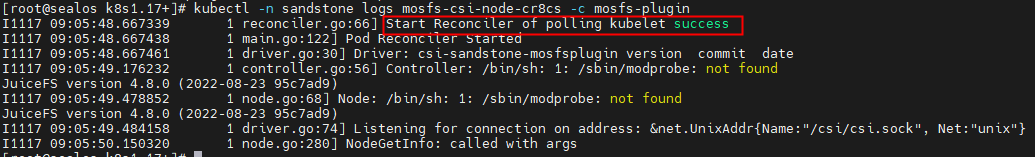 [root@sealos k8s1.17+]# kubectl -n sandstone logs mosfs-csi-node-cr8cs -c mosfs-plugin
I1117 09:05:48.667339       1 reconciler.go:66] Start Reconciler of polling kubelet success
I1117 09:05:48.667438       1 main.go:122] Pod Reconciler Started
I1117 09:05:48.667461       1 driver.go:30] Driver: csi-sandstone-mosfsplugin version  commit  date
I1117 09:05:49.176232       1 controller.go:56] Controller: /bin/sh: 1: /sbin/modprobe: not found
JuiceFS version 4.8.0 (2022-08-23 95c7ad9)
I1117 09:05:49.478852       1 node.go:68] Node: /bin/sh: 1: /sbin/modprobe: not found
JuiceFS version 4.8.0 (2022-08-23 95c7ad9)
I1117 09:05:49.484158       1 driver.go:74] Listening for connection on address: &net.UnixAddr{Name:"/csi/csi.sock", Net:"unix"}
I1117 09:05:50.150320       1 node.go:280] NodeGetInfo: called with args
[root@sealos k8s1.17+]#